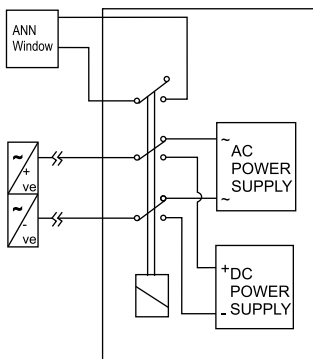 ANN
Window
~
+
ve
~
-
ve
~
AC
POWER
SUPPLY
~
+
DC
POWER
SUPPLY
-